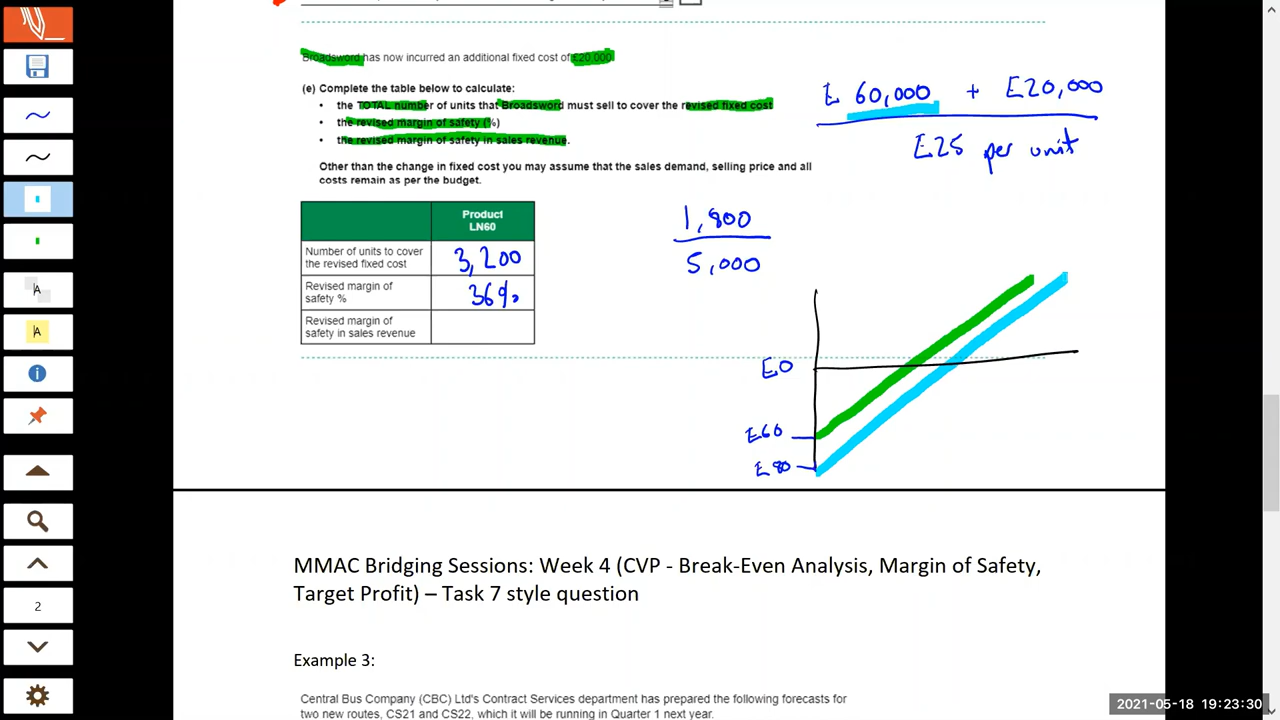 Broadsword has now incurred an additional fixed cost of £20,000.
£ 60,000 + £20,000
£25 per unit
(e) Complete the table below to calculate:
• the TOTAL number of units that Broadsword must sell to cover the revised fixed cost
• the revised margin of safety (%)
• the revised margin of safety in sales revenue.
Other than the change in fixed cost you may assume that the sales demand, selling price and all
costs remain as per the budget.
Product
LN60
Number of units to cover
the revised fixed cost
3,200
Revised margin of
safety %
36%
Revised margin of
safety in sales revenue
1,800
5,000
£0
£60
£80
MMAC Bridging Sessions: Week 4 (CVP - Break-Even Analysis, Margin of Safety,
Target Profit) – Task 7 style question
Example 3:
Central Bus Company (CBC) Ltd's Contract Services department has prepared the following forecasts for
two new routes, CS21 and CS22, which it will be running in Quarter 1 next year.
2
2021-05-18 19:23:30